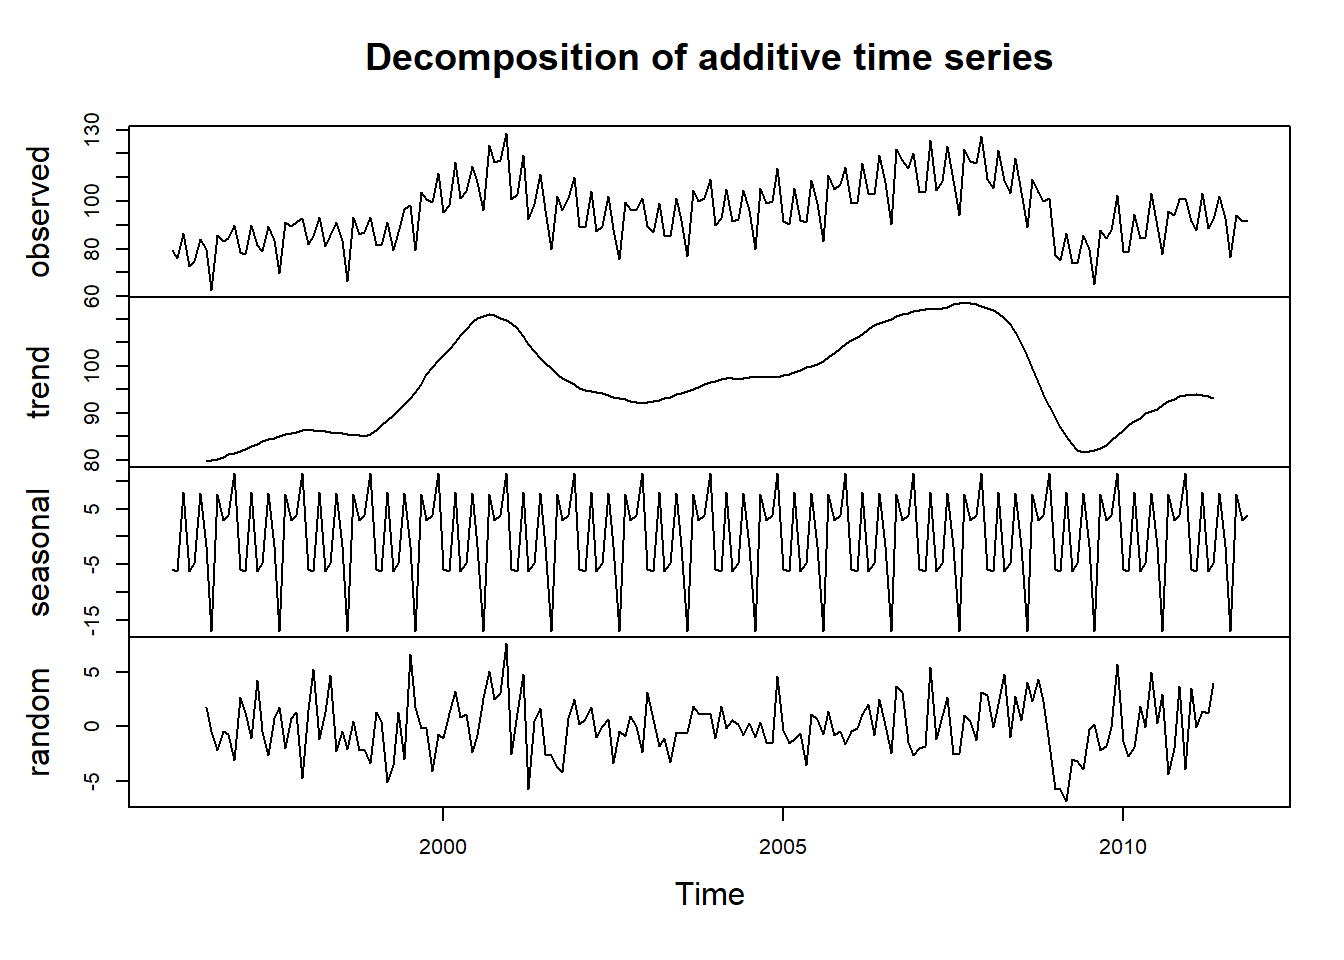 Decomposition of additive time series
observed
60 80 100 130
trend
80 90 100
seasonal
-15 -5 5
random
-5 0 5
2000 2005 2010
Time